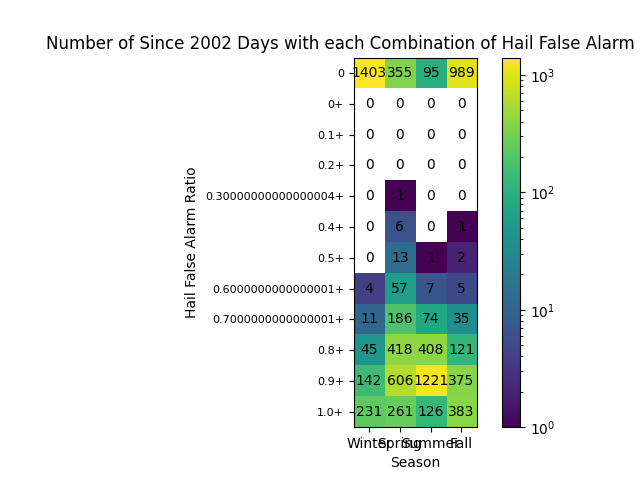 Number of Since 2002 Days with each Combination of Hail False Alarm
Hail False Alarm Ratio
0 1403 355 95 989
0+ 0 0 0 0
0.1+ 0 0 0 0
0.2+ 0 0 0 0
0.30000000000000004+ 0 1 0 0
0.4+ 0 6 0 1
0.5+ 0 13 1 2
0.6000000000000001+ 4 57 7 5
0.7000000000000001+ 11 186 74 35
0.8+ 45 418 408 121
0.9+ 142 606 1221 375
1.0+ 231 261 126 383
Winter Spring Summer Fall
Season
10³
10²
10¹
10⁰